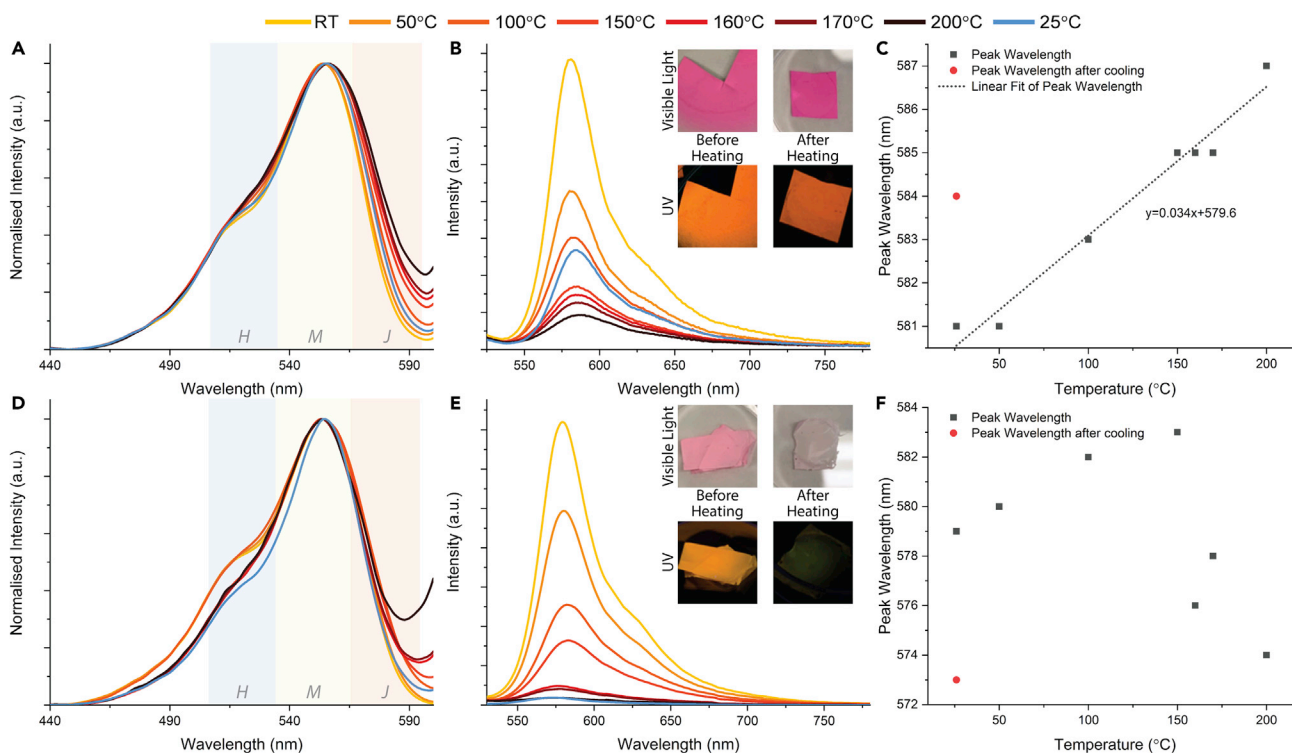 RT 50°C 100°C 150°C 160°C 170°C 200°C 25°C
A
Normalised Intensity (a.u.)
H M J
440 490 540 590
Wavelength (nm)
B
Intensity (a.u.)
Visible Light
Before Heating
After Heating
UV
550 600 650 700 750
Wavelength (nm)
C
Peak Wavelength
Peak Wavelength after cooling
Linear Fit of Peak Wavelength
y=0.034x+579.6
Peak Wavelength (nm)
587
586
585
584
583
582
581
50 100 150 200
Temperature (°C)
D
Normalised Intensity (a.u.)
H M J
440 490 540 590
Wavelength (nm)
E
Intensity (a.u.)
Visible Light
Before Heating
After Heating
UV
550 600 650 700 750
Wavelength (nm)
F
Peak Wavelength
Peak Wavelength after cooling
Peak Wavelength (nm)
584
582
580
578
576
574
572
50 100 150 200
Temperature (°C)